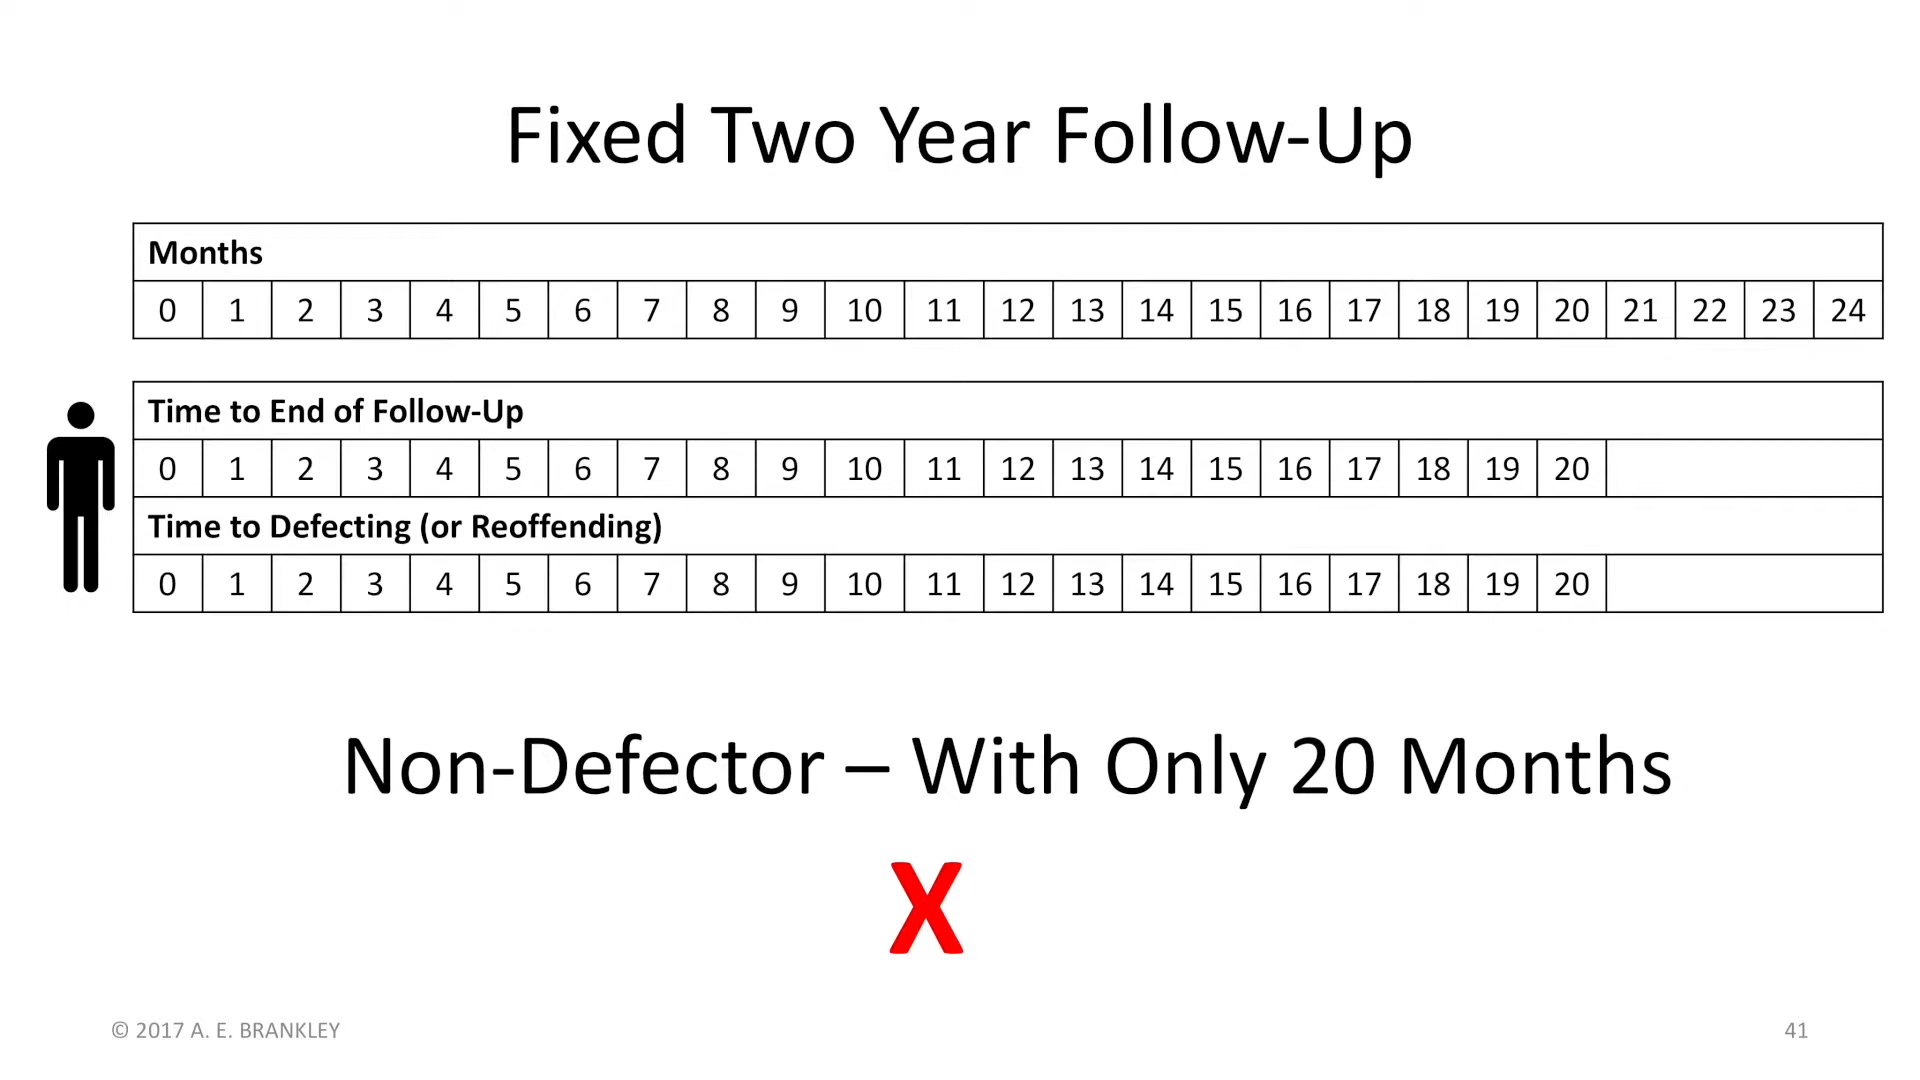 Fixed Two Year Follow-Up
Months
0 1 2 3 4 5 6 7 8 9 10 11 12 13 14 15 16 17 18 19 20 21 22 23 24
Time to End of Follow-Up
0 1 2 3 4 5 6 7 8 9 10 11 12 13 14 15 16 17 18 19 20
Time to Defecting (or Reoffending)
0 1 2 3 4 5 6 7 8 9 10 11 12 13 14 15 16 17 18 19 20
Non-Defector – With Only 20 Months
X
© 2017 A. E. BRANKLEY
41